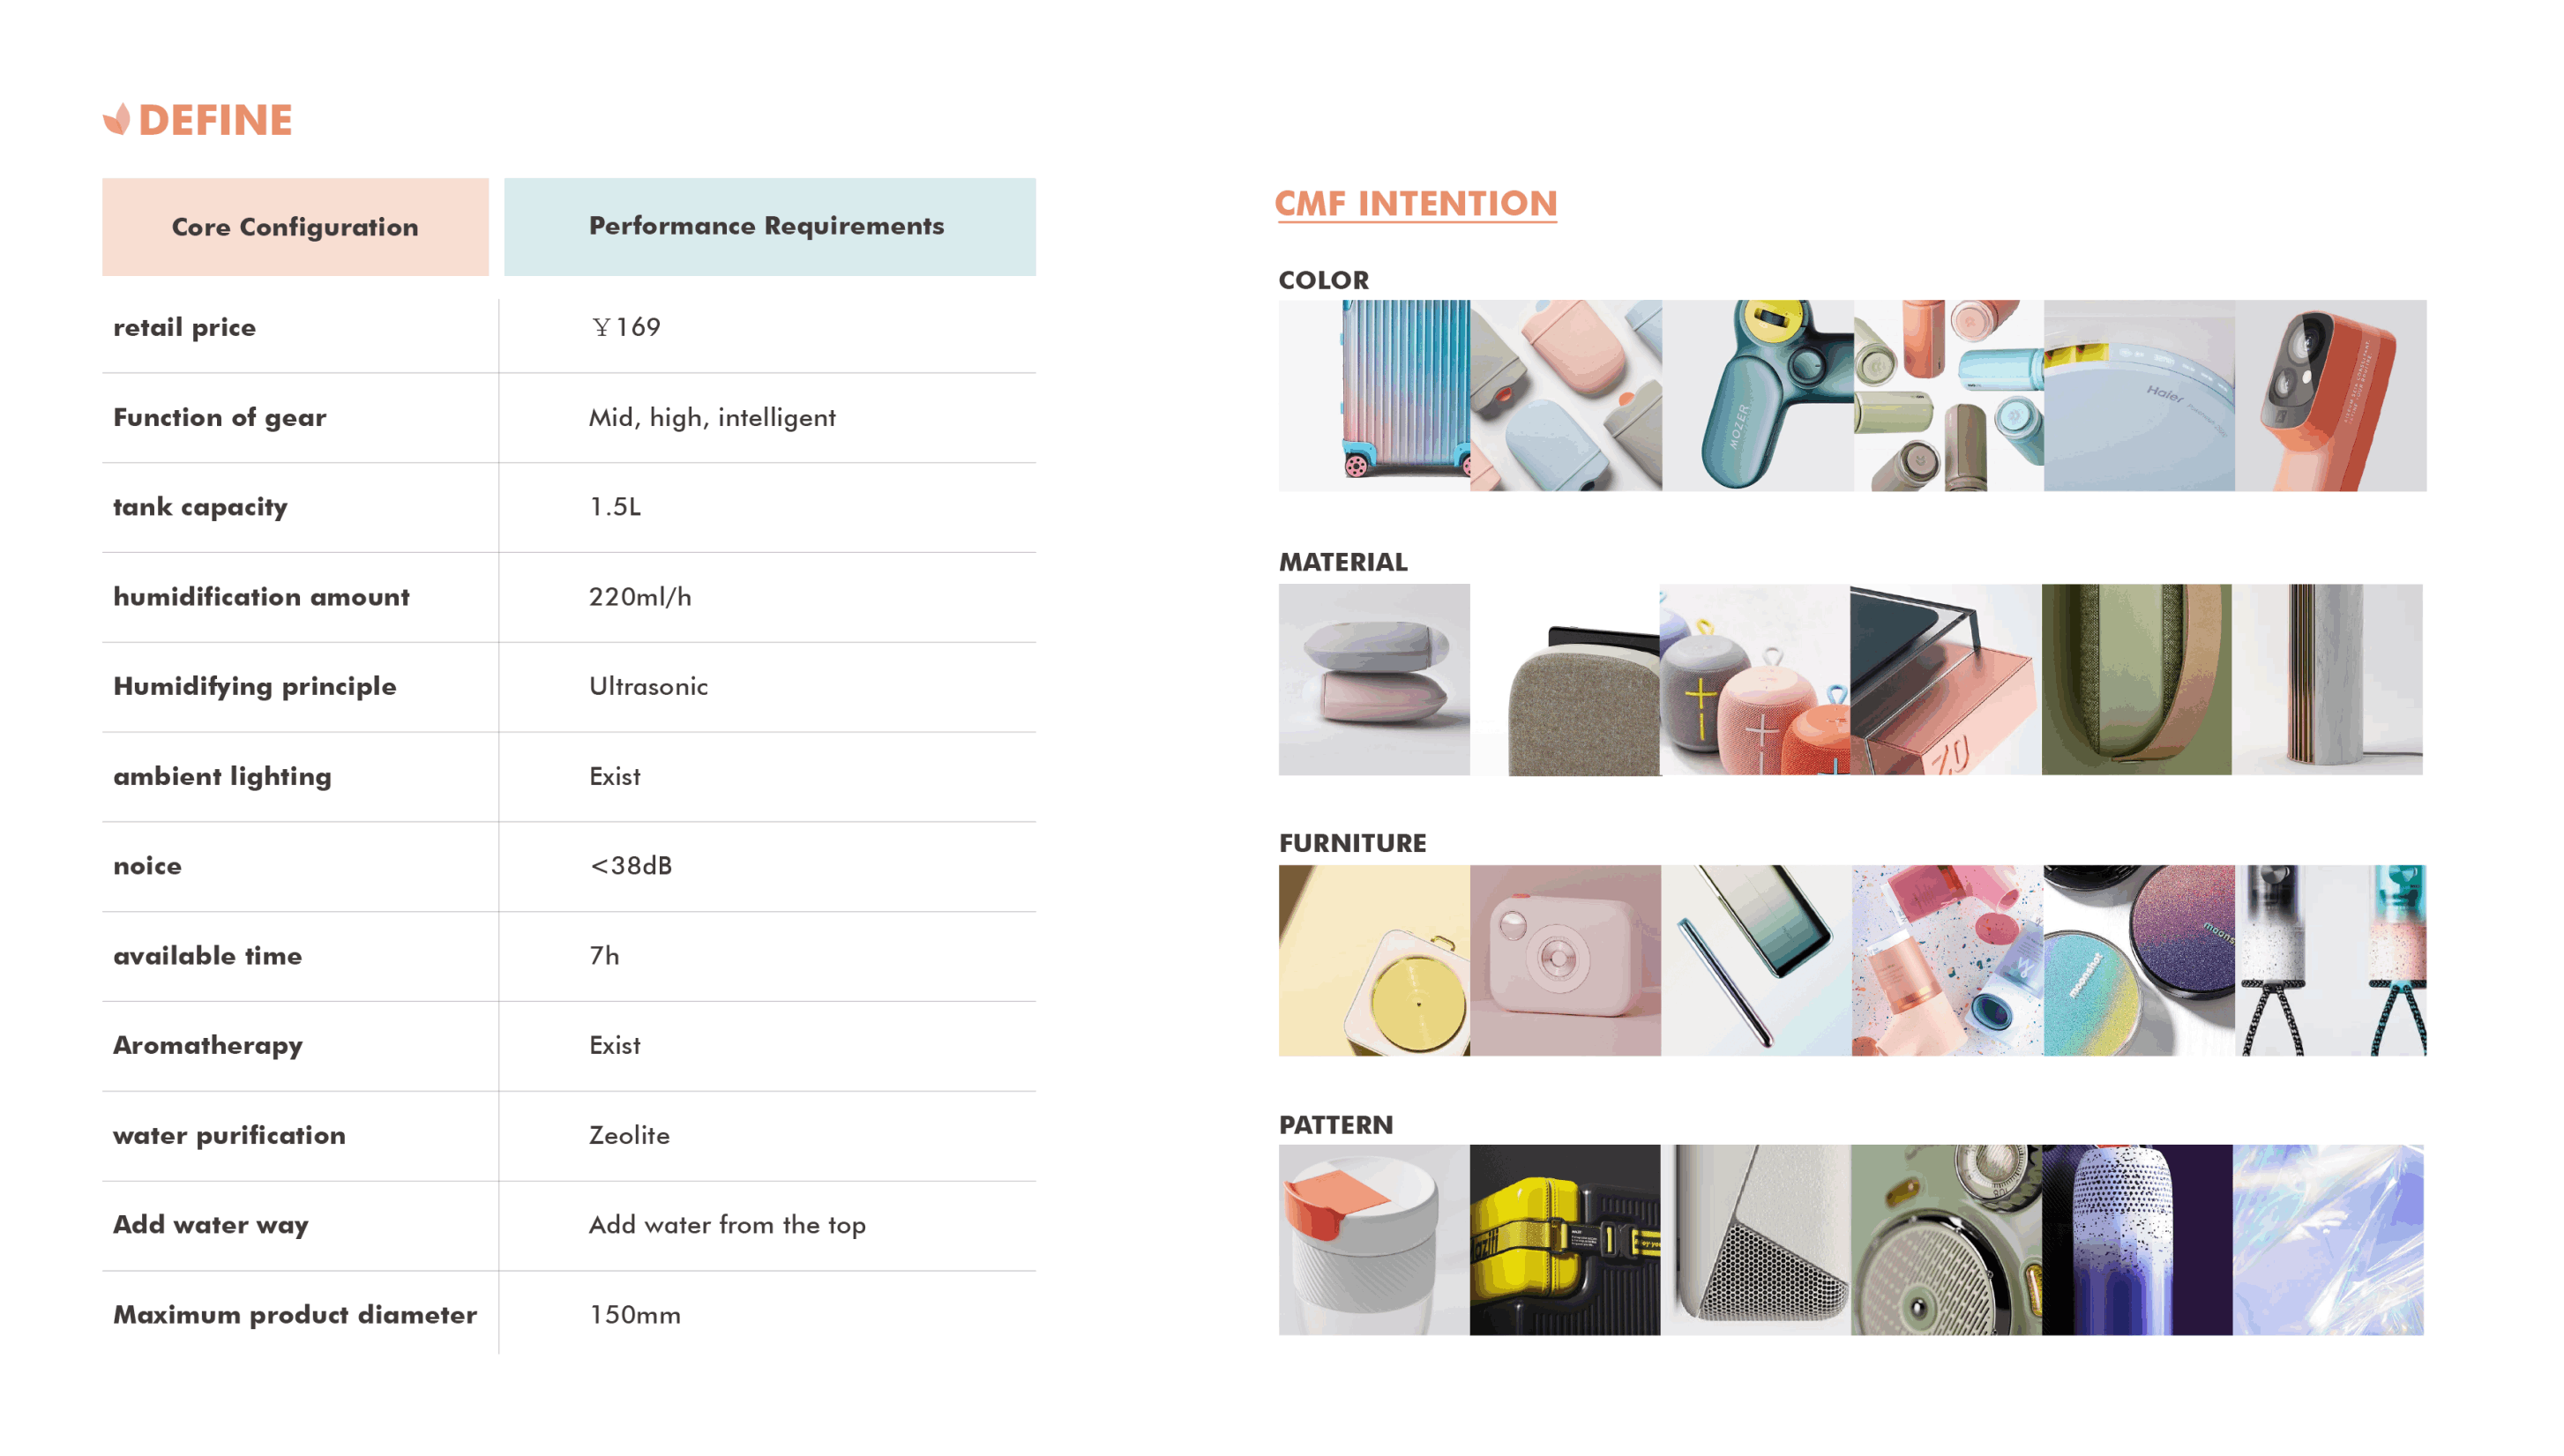 DEFINE
Core Configuration
Performance Requirements
retail price
￥169
Function of gear
Mid, high, intelligent
tank capacity
1.5L
humidification amount
220ml/h
Humidifying principle
Ultrasonic
ambient lighting
Exist
noice
<38dB
available time
7h
Aromatherapy
Exist
water purification
Zeolite
Add water way
Add water from the top
Maximum product diameter
150mm
CMF INTENTION
COLOR
MOZER
Haier
MATERIAL
FURNITURE
moonshot
moons
PATTERN